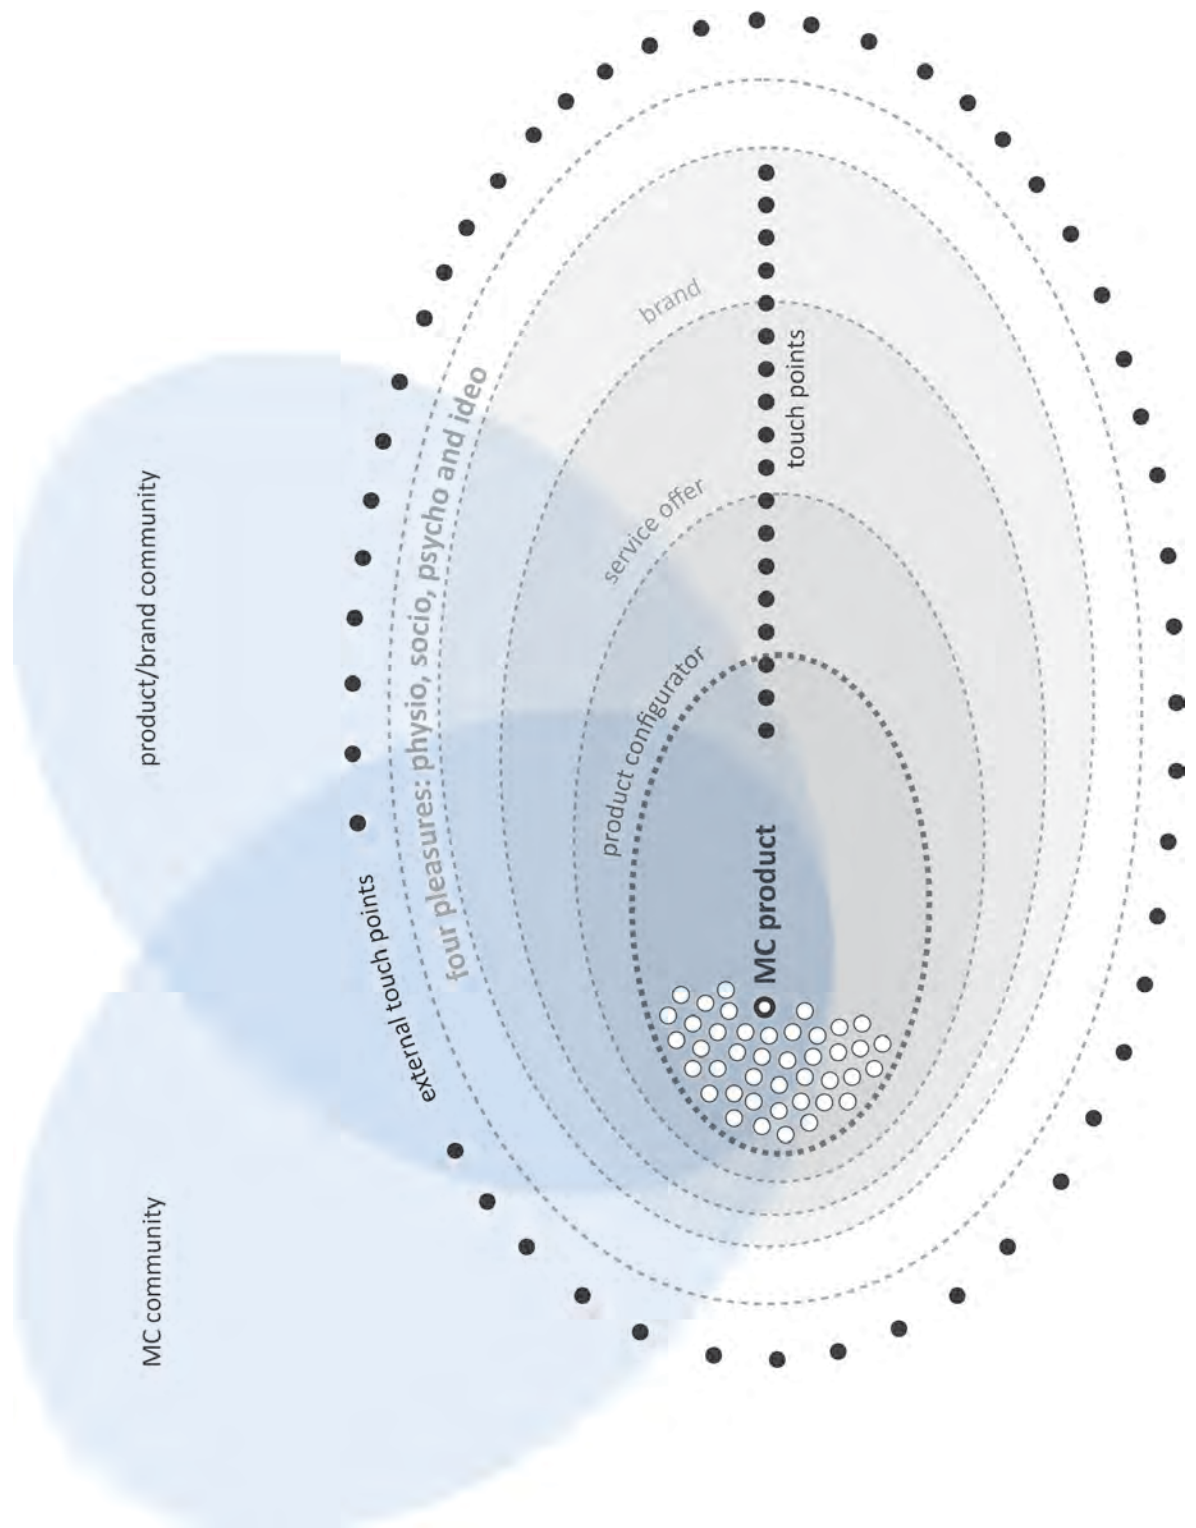 MC community
product/brand community
external touch points
four pleasures: physio, socio, psycho and ideo
product configurator
service offer
brand
MC product
touch points